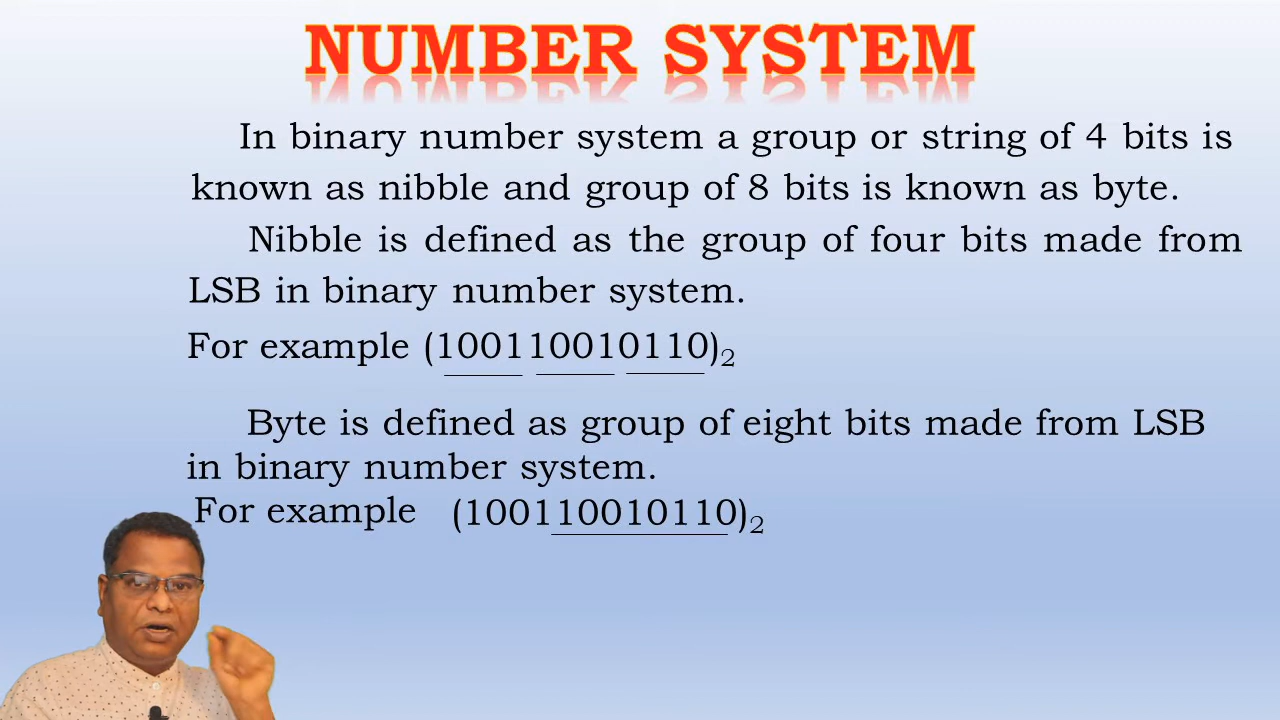 NUMBER SYSTEM
In binary number system a group or string of 4 bits is
known as nibble and group of 8 bits is known as byte.
Nibble is defined as the group of four bits made from
LSB in binary number system.
For example (100110010110)₂
Byte is defined as group of eight bits made from LSB
in binary number system.
For example (100110010110)₂